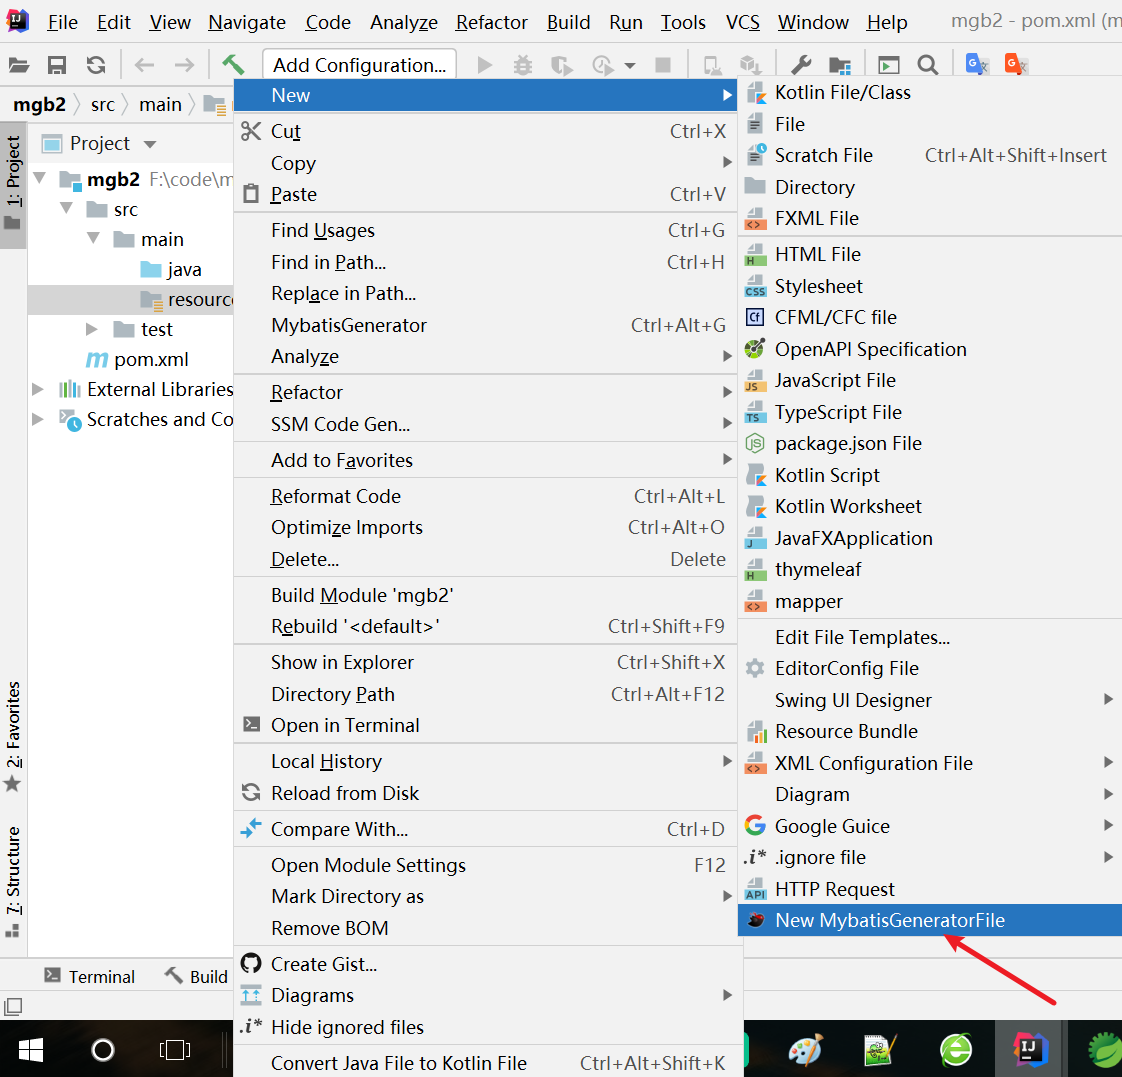 File Edit View Navigate Code Analyze Refactor Build Run Tools VCS Window Help mgb2 - pom.xml (m
Add Configuration...
mgb2 src main
1: Project
Project
mgb2 F:\code\m
src
main
java
resourc
test
pom.xml
External Libraries
Scratches and Co
2: Favorites
7: Structure
New
Cut Ctrl+X
Copy
Paste Ctrl+V
Find Usages Ctrl+G
Find in Path... Ctrl+H
Replace in Path...
MybatisGenerator Ctrl+Alt+G
Analyze
Refactor
SSM Code Gen...
Add to Favorites
Reformat Code Ctrl+Alt+L
Optimize Imports Ctrl+Alt+O
Delete... Delete
Build Module 'mgb2'
Rebuild '<default>' Ctrl+Shift+F9
Show in Explorer Ctrl+Shift+X
Directory Path Ctrl+Alt+F12
Open in Terminal
Local History
Reload from Disk
Compare With... Ctrl+D
Open Module Settings F12
Mark Directory as
Remove BOM
Create Gist...
Diagrams
.i* Hide ignored files
Convert Java File to Kotlin File Ctrl+Alt+Shift+K
Kotlin File/Class
File
Scratch File Ctrl+Alt+Shift+Insert
Directory
FXML File
HTML File
Stylesheet
CFML/CFC file
OpenAPI Specification
JavaScript File
TypeScript File
package.json File
Kotlin Script
Kotlin Worksheet
JavaFXApplication
thymeleaf
mapper
Edit File Templates...
EditorConfig File
Swing UI Designer
Resource Bundle
XML Configuration File
Diagram
Google Guice
.i* .ignore file
HTTP Request
New MybatisGeneratorFile
Terminal Build